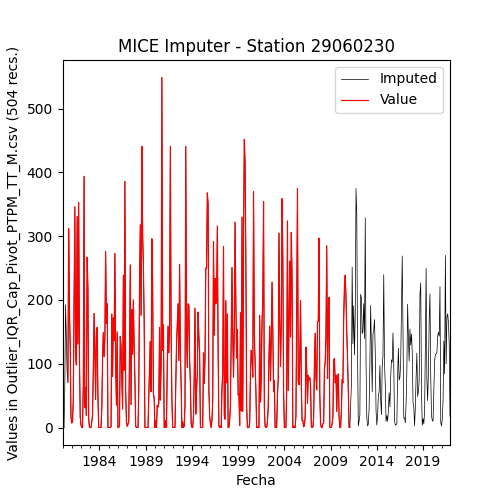 MICE Imputer - Station 29060230
Imputed
Value
Values in Outlier_IQR_Cap_Pivot_PTPM_TT_M.csv (504 recs.)
500
400
300
200
100
0
1984 1989 1994 1999 2004 2009 2014 2019
Fecha